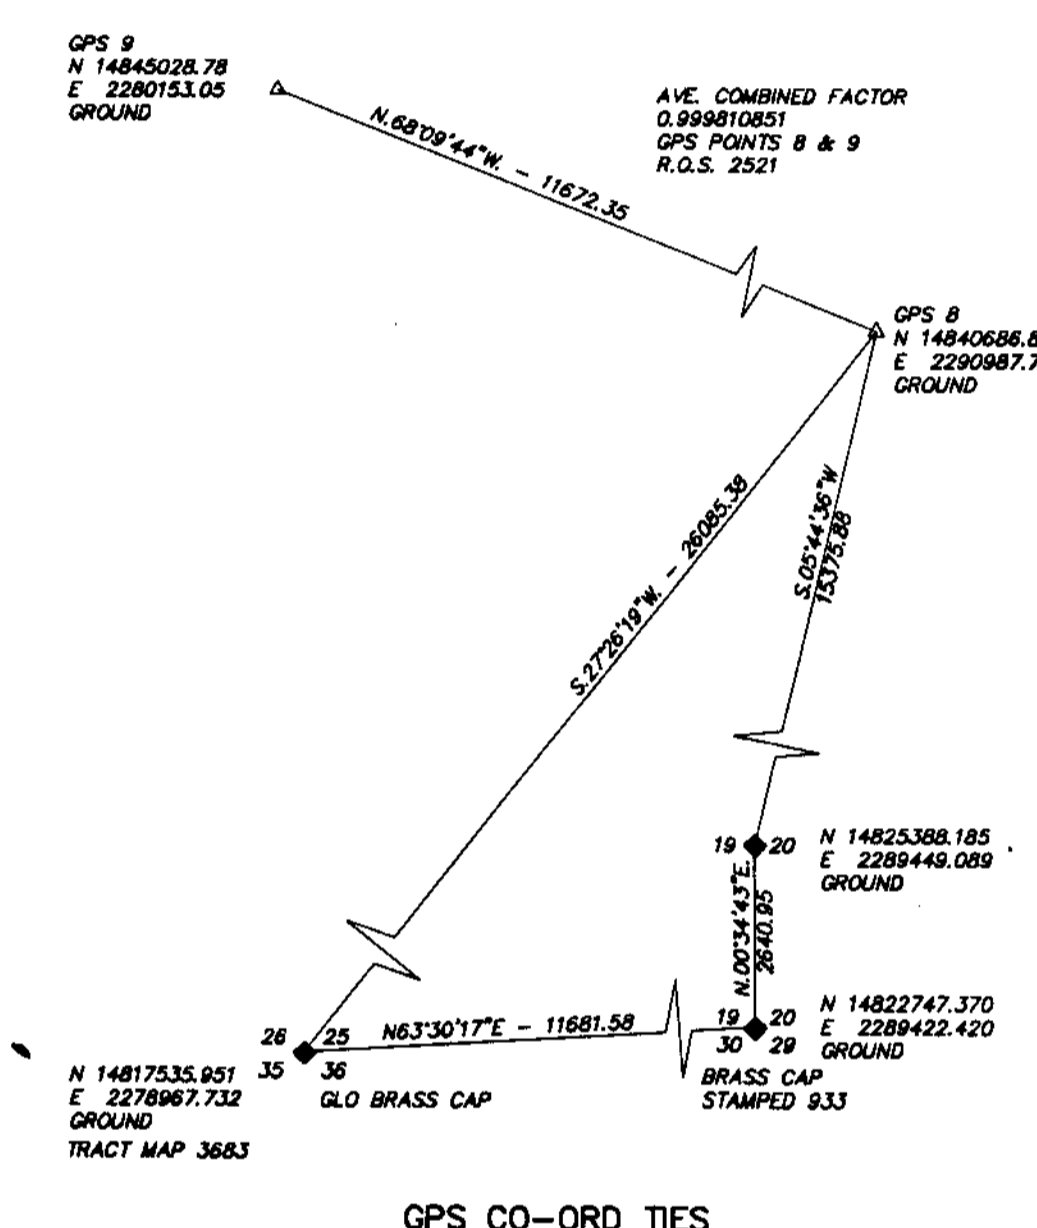 GPS 9
N 14845028.78
E 2280153.05
GROUND
N.68°09'44"W. - 11672.35
AVE. COMBINED FACTOR
0.999810851
GPS POINTS 8 & 9
R.O.S. 2521
GPS 8
N 14840686.8
E 2290987.7
GROUND
S.27°26'19"W. - 26085.38
S.05°44'36"W
15375.88
19 20
N 14825388.185
E 2289449.089
GROUND
N.00°34'43"E.
2640.95
19 20
30 29
N 14822747.370
E 2289422.420
GROUND
BRASS CAP
STAMPED 933
N63°30'17"E - 11681.58
26 25
35 36
GLO BRASS CAP
N 14817535.951
E 2278967.732
GROUND
TRACT MAP 3683
GPS CO-ORD TIES